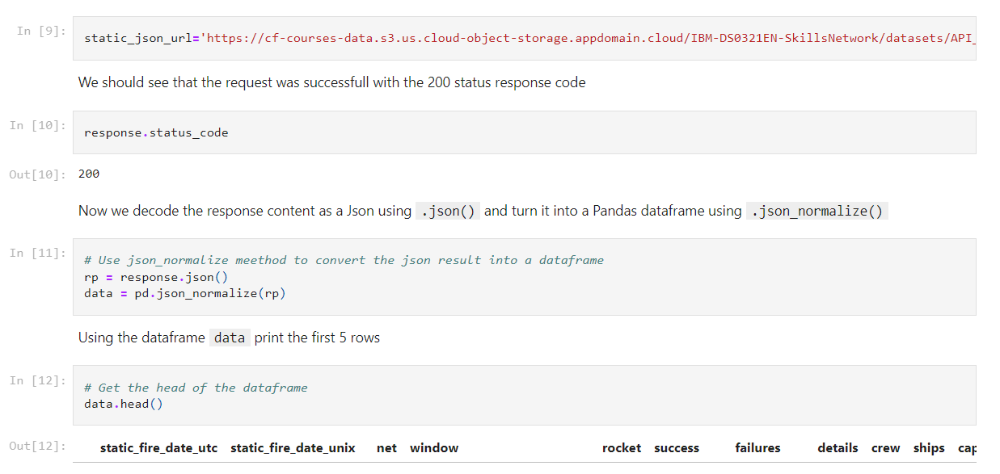 In [9]: static_json_url='https://cf-courses-data.s3.us.cloud-object-storage.appdomain.cloud/IBM-DS0321EN-SkillsNetwork/datasets/API_
We should see that the request was successfull with the 200 status response code
In [10]: response.status_code
Out[10]: 200
Now we decode the response content as a Json using .json() and turn it into a Pandas dataframe using .json_normalize()
In [11]: # Use json_normalize meethod to convert the json result into a dataframe
rp = response.json()
data = pd.json_normalize(rp)
Using the dataframe data print the first 5 rows
In [12]: # Get the head of the dataframe
data.head()
Out[12]: static_fire_date_utc static_fire_date_unix net window rocket success failures details crew ships cap